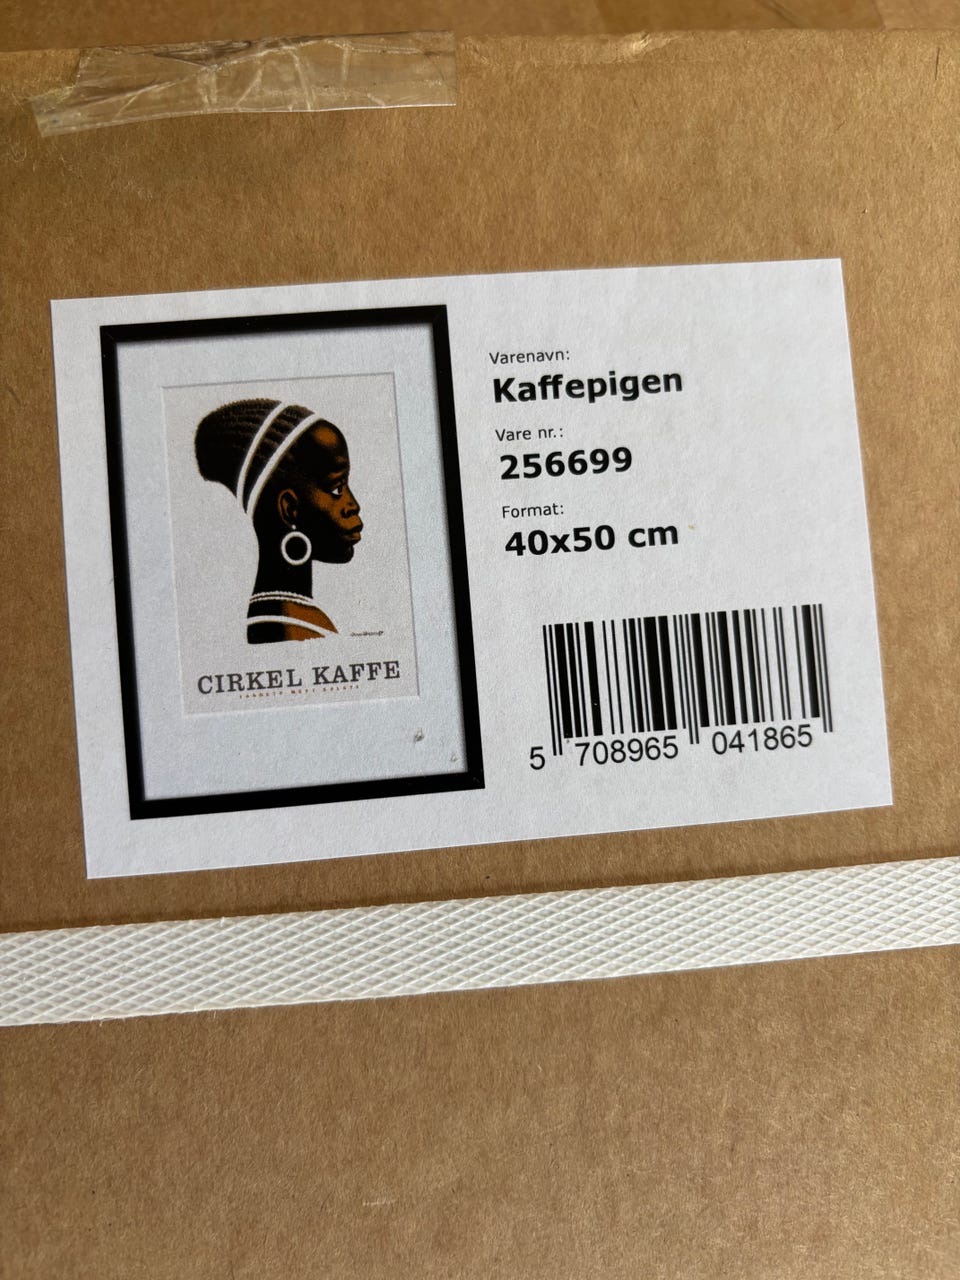 Varenavn:
Kaffepigen
Vare nr.:
256699
Format:
40x50 cm
CIRKEL KAFFE
5 708965 041865